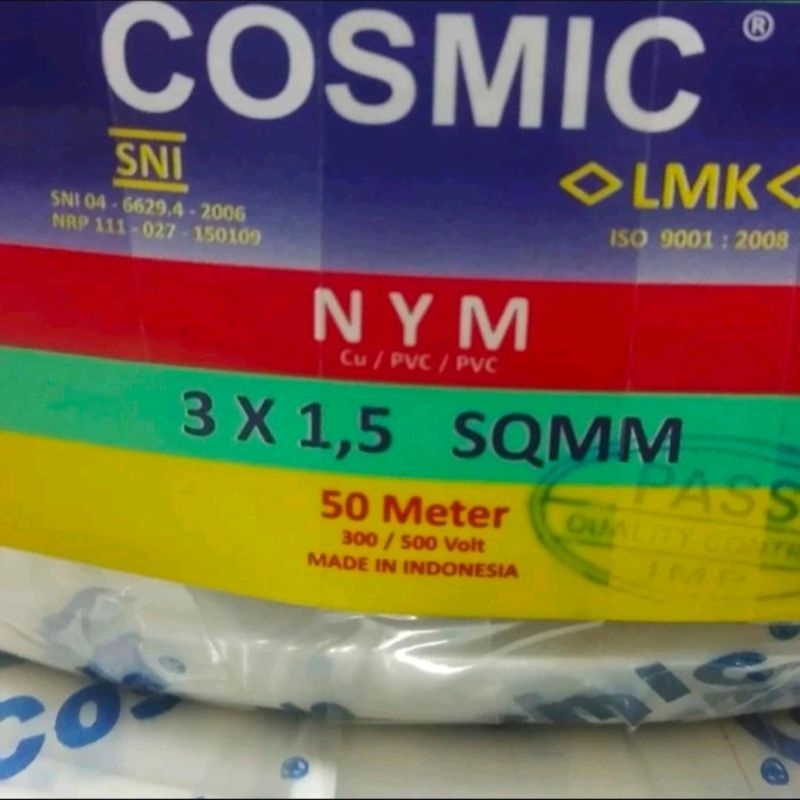 COSMIC ®
SNI
SNI 04 - 6629.4 - 2006
NRP 111 - 027 - 150109
LMK
ISO 9001 : 2008
NYM
Cu / PVC / PVC
3 X 1,5 SQMM
50 Meter
300 / 500 Volt
MADE IN INDONESIA
PASS
QUALITY CONTR